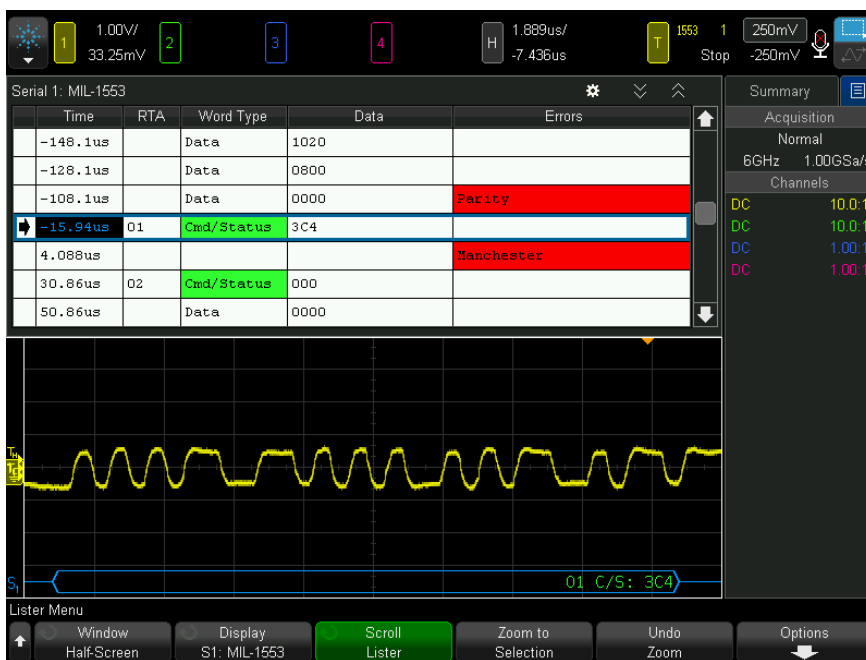 1 1.00V/ 2 3 4 H 1.889us/ T 1553 1 250mV
33.25mV -7.436us Stop -250mV
Serial 1: MIL-1553 Summary
Time RTA Word Type Data Errors
Acquisition
-148.1us Data 1020
Normal
-128.1us Data 0800
6GHz 1.00GSa/s
-108.1us Data 0000 Parity
Channels
DC 10.0:1
-15.94us 01 Cmd/Status 3C4
DC 10.0:1
4.088us Manchester
DC 1.00:1
DC 1.00:1
30.86us 02 Cmd/Status 000
50.86us Data 0000
S1 01 C/S: 3C4
Lister Menu
Window Display Scroll Zoom to Undo Options
Half-Screen S1: MIL-1553 Lister Selection Zoom